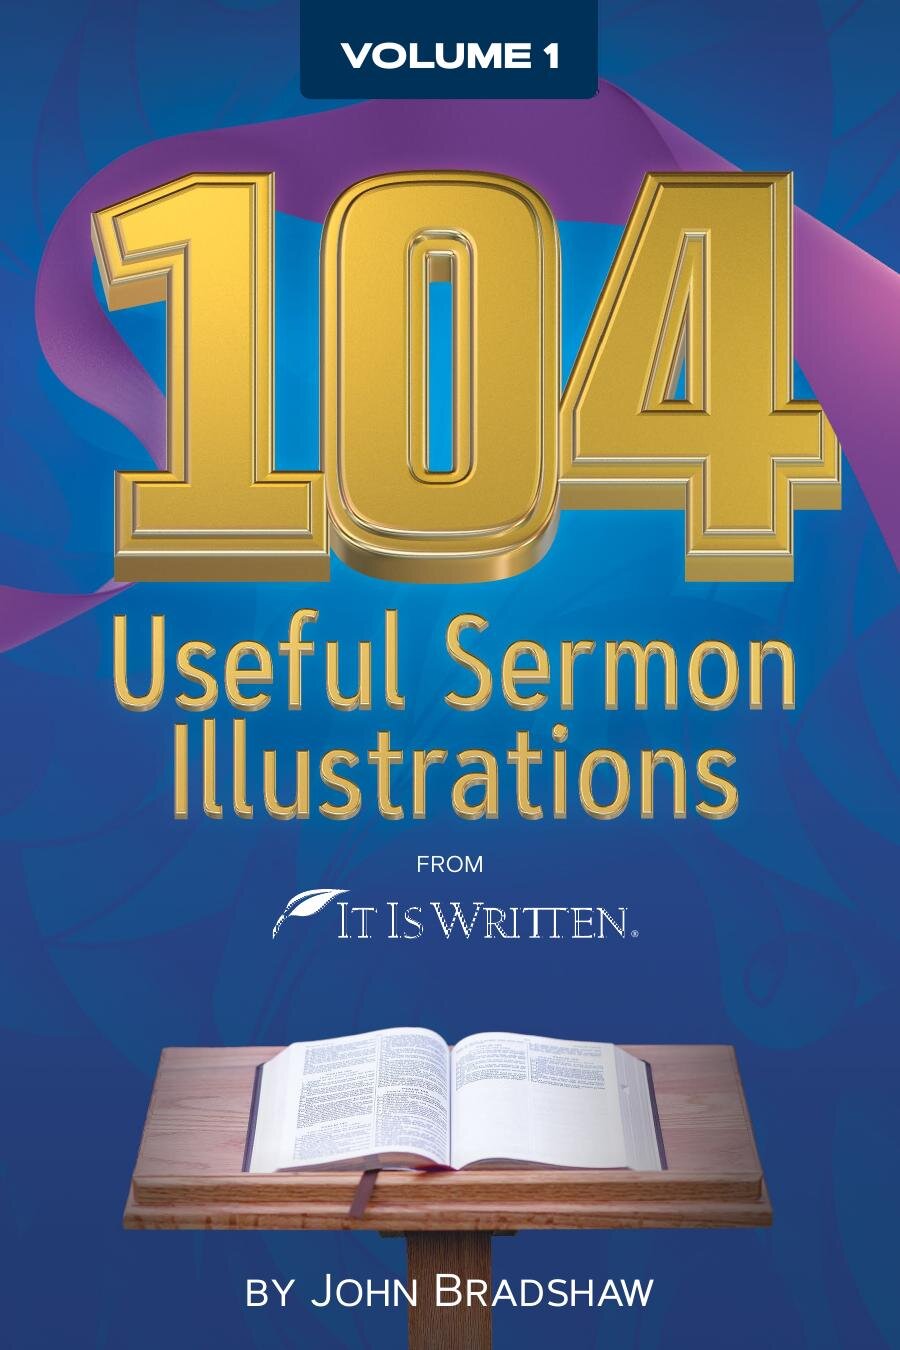 VOLUME 1
104
Useful Sermon
Illustrations
FROM
IT IS WRITTEN®
BY JOHN BRADSHAW